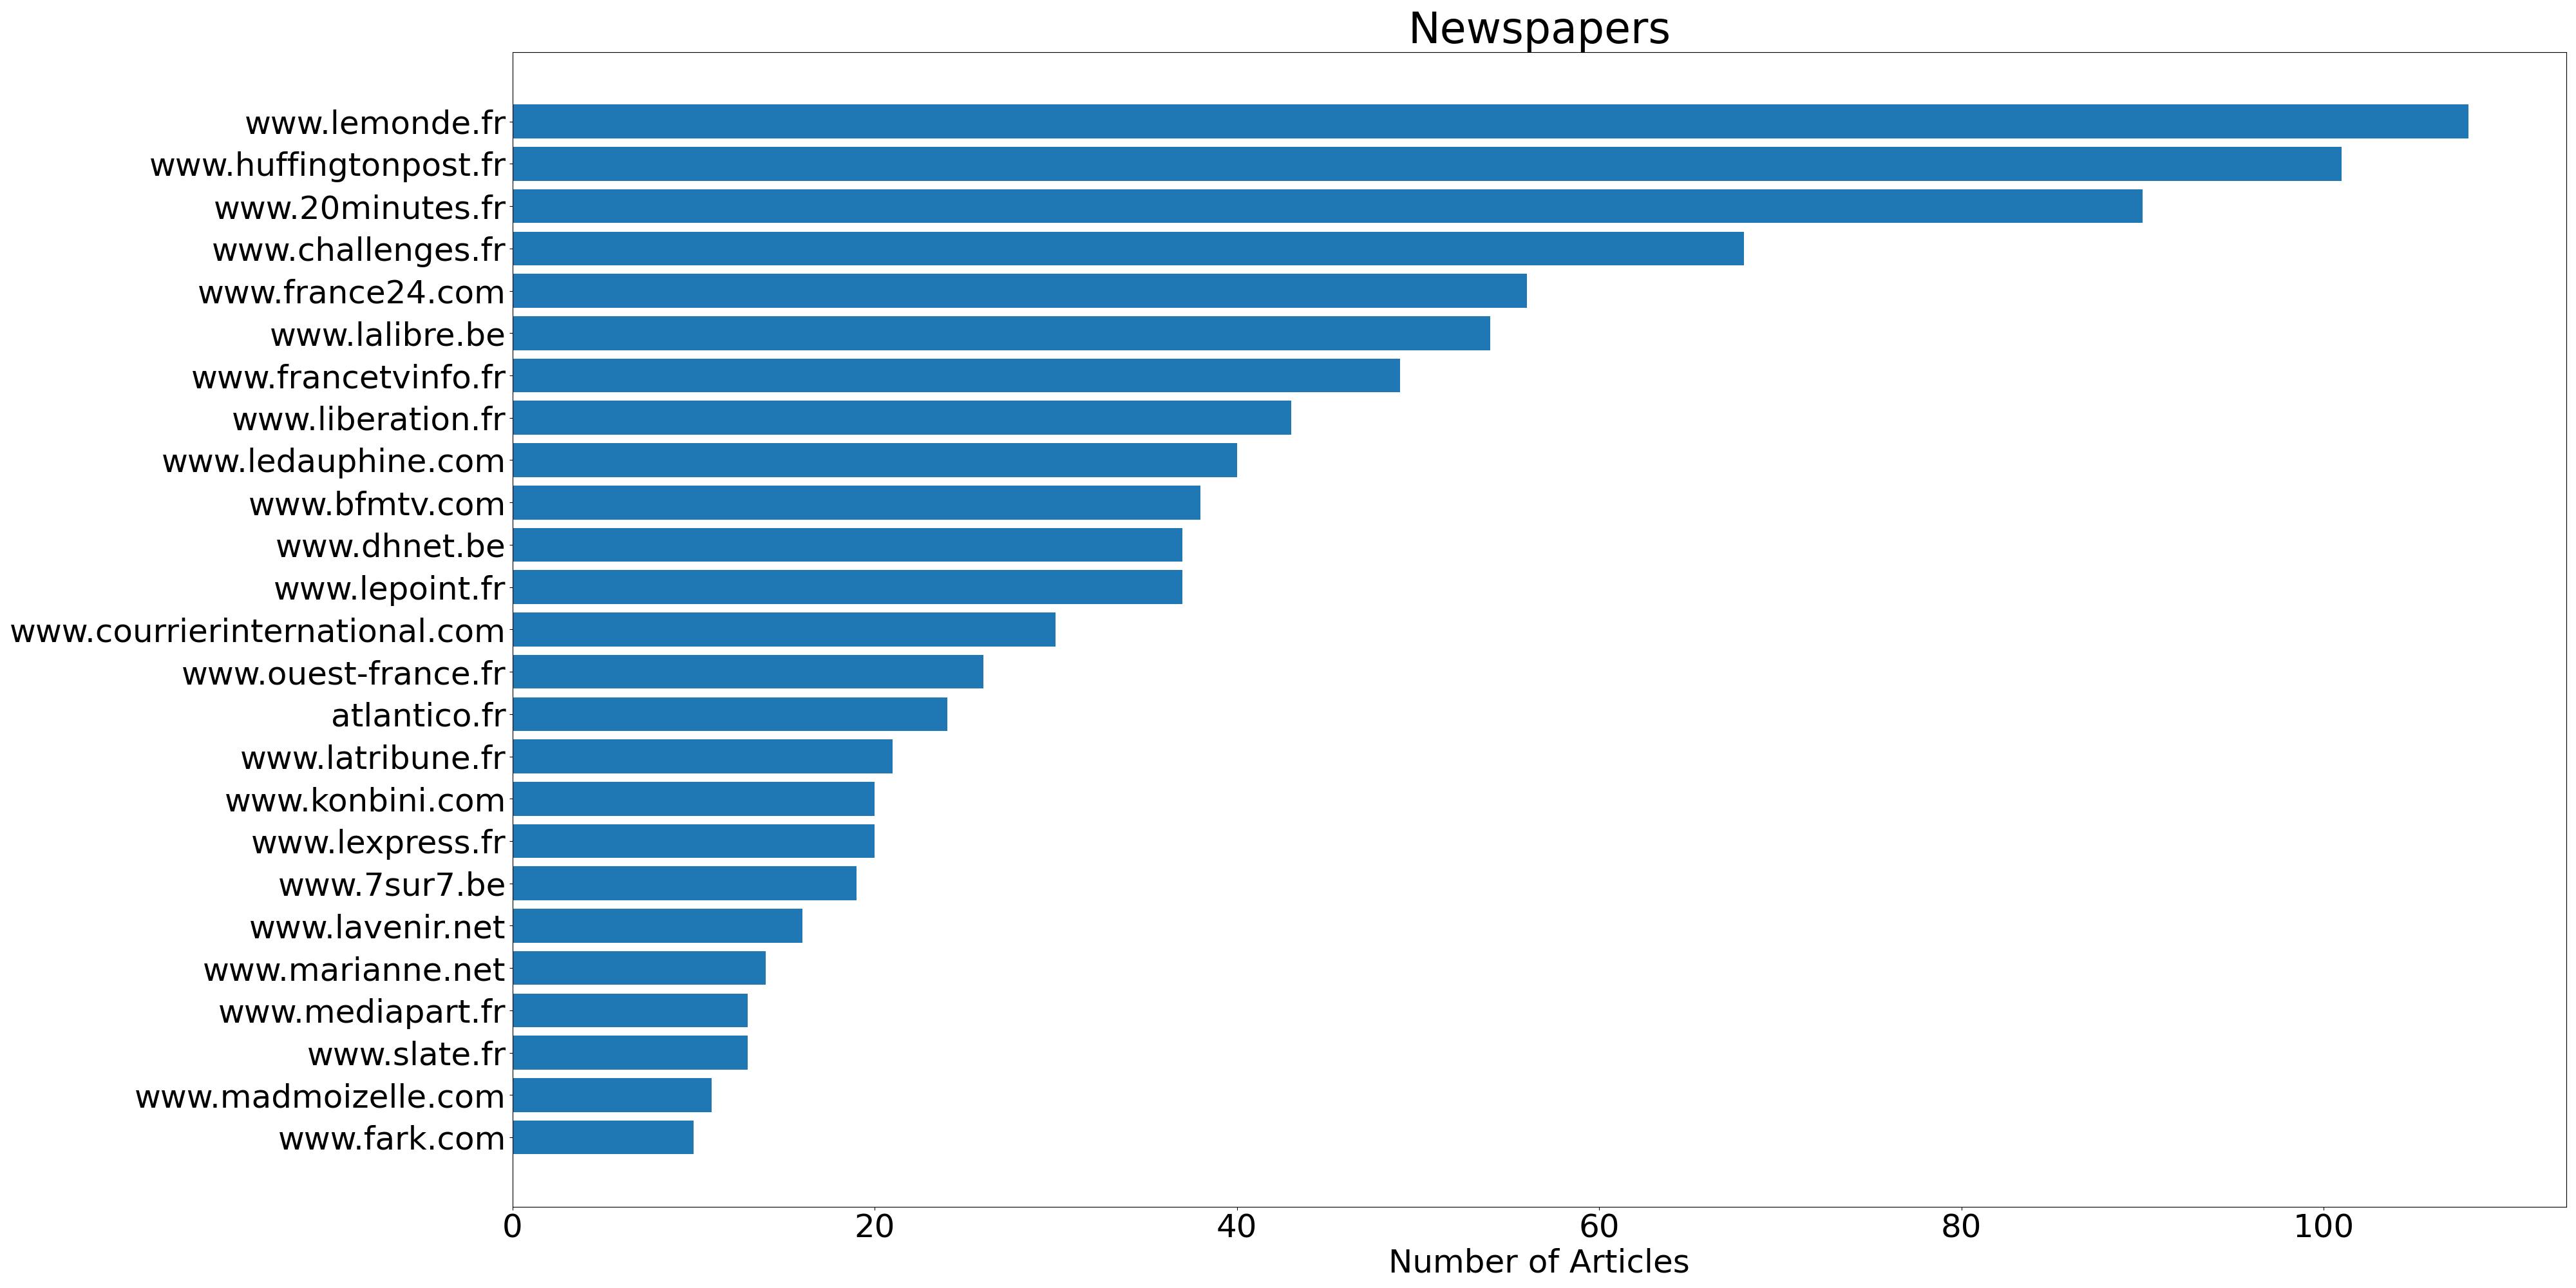 Newspapers
www.lemonde.fr
www.huffingtonpost.fr
www.20minutes.fr
www.challenges.fr
www.france24.com
www.lalibre.be
www.francetvinfo.fr
www.liberation.fr
www.ledauphine.com
www.bfmtv.com
www.dhnet.be
www.lepoint.fr
www.courrierinternational.com
www.ouest-france.fr
atlantico.fr
www.latribune.fr
www.konbini.com
www.lexpress.fr
www.7sur7.be
www.lavenir.net
www.marianne.net
www.mediapart.fr
www.slate.fr
www.madmoizelle.com
www.fark.com
0 20 40 60 80 100
Number of Articles